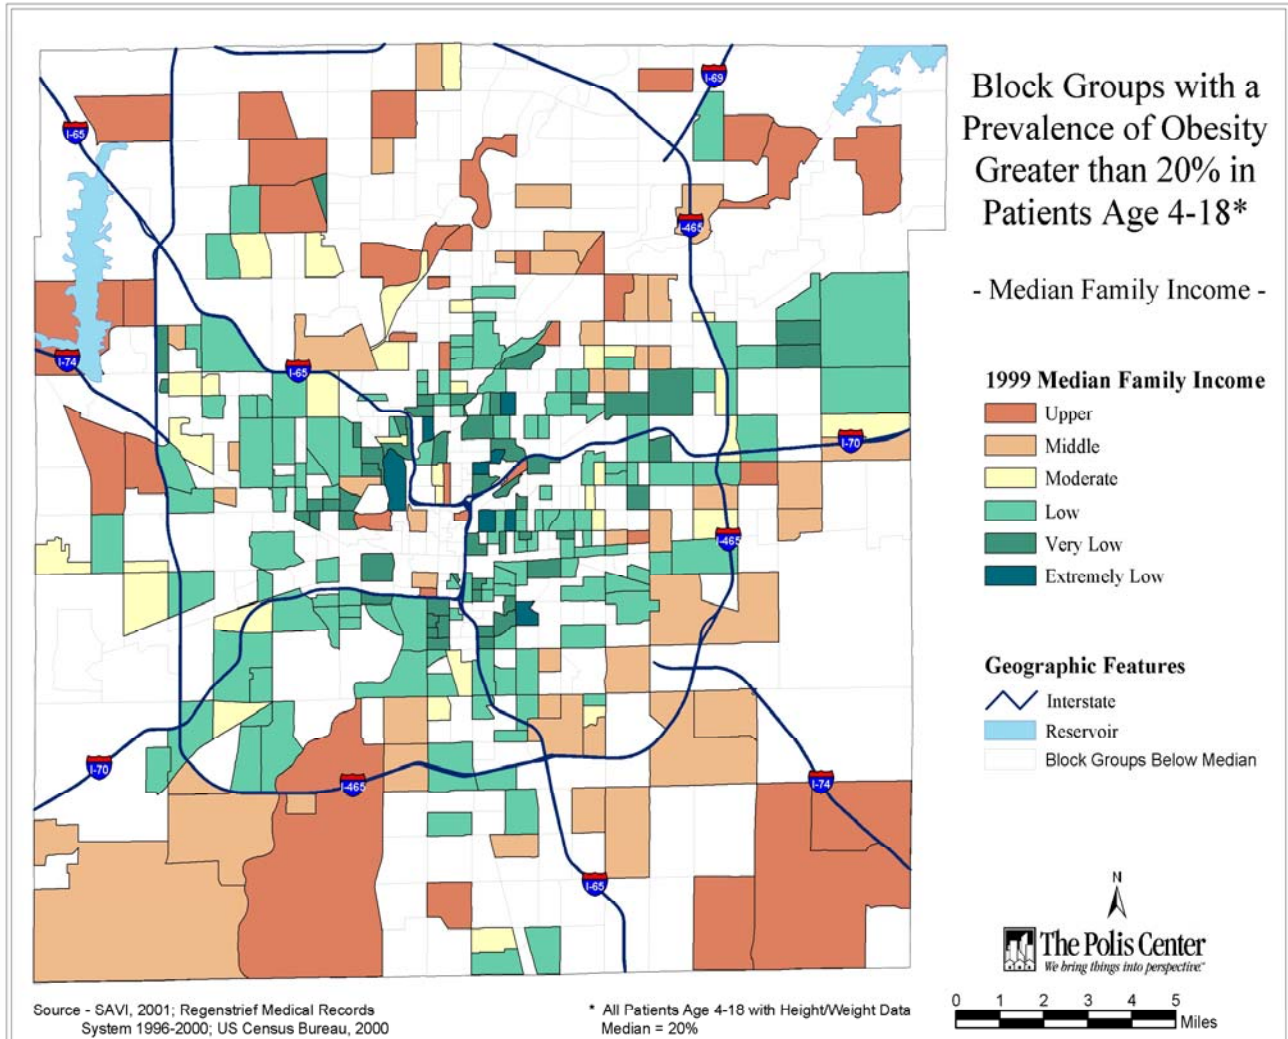 Block Groups with a
Prevalence of Obesity
Greater than 20% in
Patients Age 4-18*
- Median Family Income -
1999 Median Family Income
Upper
Middle
Moderate
Low
Very Low
Extremely Low
Geographic Features
Interstate
Reservoir
Block Groups Below Median
I-69
I-65
I-465
I-74
I-65
I-70
I-465
I-70
I-465
I-74
I-65
N
The Polis Center
We bring things into perspective.℠
0 1 2 3 4 5
Miles
Source - SAVI, 2001; Regenstrief Medical Records
System 1996-2000; US Census Bureau, 2000
* All Patients Age 4-18 with Height/Weight Data
Median = 20%